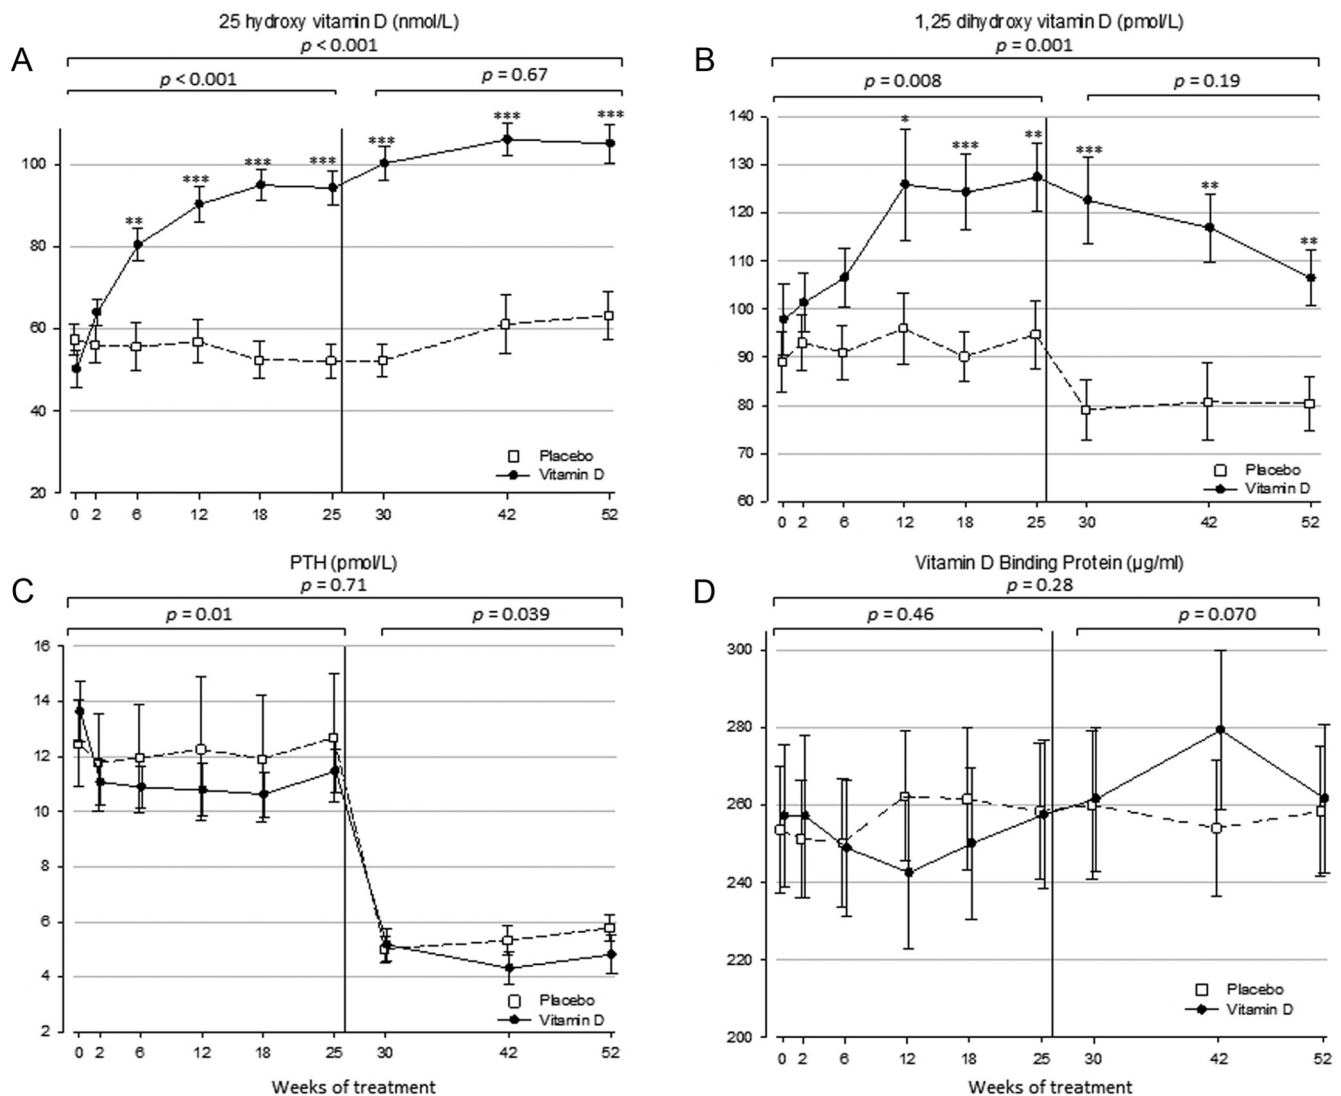 25 hydroxy vitamin D (nmol/L)
A
p < 0.001
p < 0.001
p = 0.67
*** *** *** *** *** *** *** **
100
80
60
40
20
Placebo
Vitamin D
0 2 6 12 18 25 30 42 52
1,25 dihydroxy vitamin D (pmol/L)
B
p = 0.001
p = 0.008
p = 0.19
* *** ** *** ** **
140
130
120
110
100
90
80
70
60
Placebo
Vitamin D
0 2 6 12 18 25 30 42 52
PTH (pmol/L)
C
p = 0.71
p = 0.01
p = 0.039
16
14
12
10
8
6
4
2
Placebo
Vitamin D
0 2 6 12 18 25 30 42 52
Weeks of treatment
Vitamin D Binding Protein (µg/ml)
D
p = 0.28
p = 0.46
p = 0.070
300
280
260
240
220
200
Placebo
Vitamin D
0 2 6 12 18 25 30 42 52
Weeks of treatment